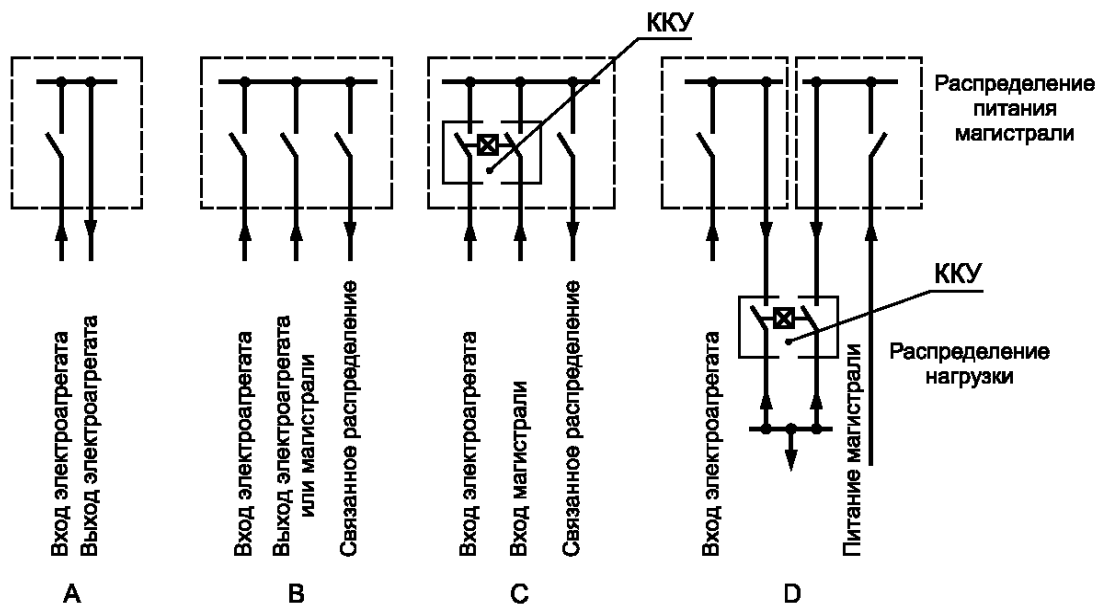 ККУ
Распределение
питания
магистрали
ККУ
Распределение
нагрузки
Вход электроагрегата
Выход электроагрегата
Вход электроагрегата
Выход электроагрегата
или магистрали
Связанное распределение
Вход электроагрегата
Вход магистрали
Связанное распределение
Вход электроагрегата
Питание магистрали
A
B
C
D